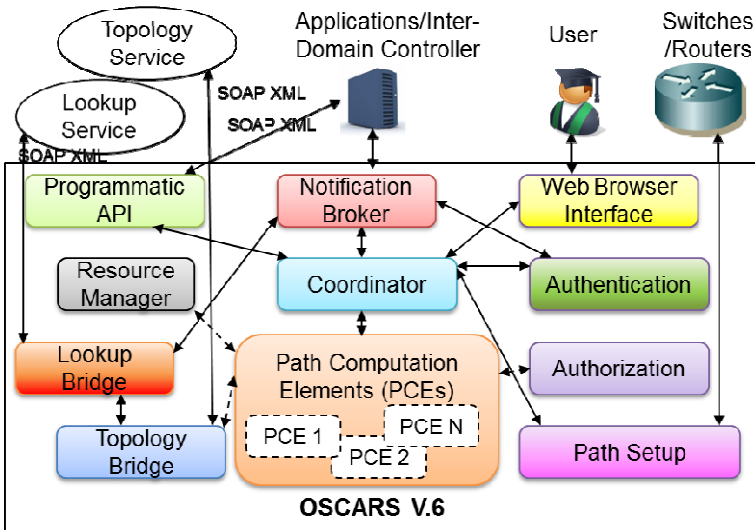 Topology
Service
Applications/Inter-
Domain Controller
User
Switches
/Routers
Lookup
Service
SOAP XML
SOAP XML
SOAP XML
Programmatic
API
Notification
Broker
Web Browser
Interface
Resource
Manager
Coordinator
Authentication
Lookup
Bridge
Path Computation
Elements (PCEs)
Authorization
PCE 1
PCE N
PCE 2
Topology
Bridge
Path Setup
OSCARS V.6